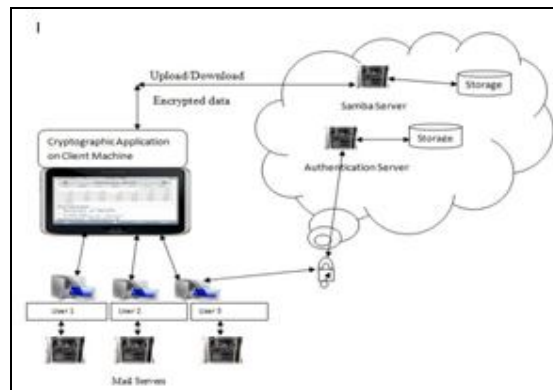 I
Upload/Download
Encrypted data
Storage
Samba Server
Storage
Authentication Server
Cryptographic Application
on Client Machine
User 1
User 2
User 3
Mail Servers